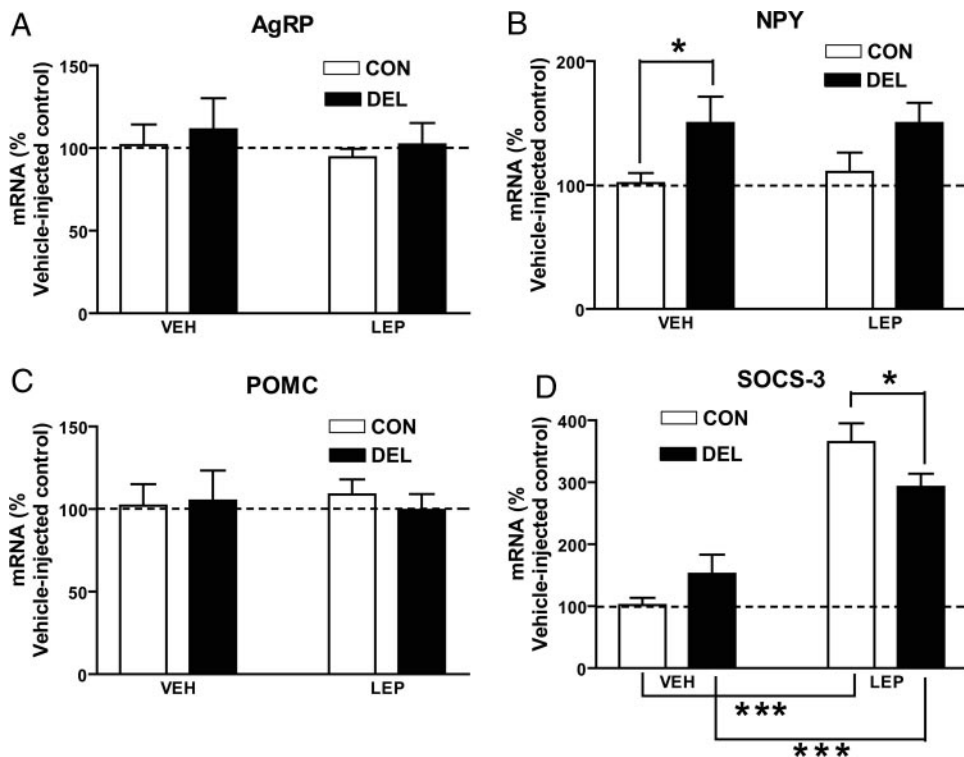 A
AgRP
mRNA (%
Vehicle-injected control)
150
100
50
0
CON
DEL
VEH
LEP
B
NPY
mRNA (%
Vehicle-injected control)
200
100
0
*
CON
DEL
VEH
LEP
C
POMC
mRNA (%
Vehicle-injected control)
150
100
50
0
CON
DEL
VEH
LEP
D
SOCS-3
mRNA (%
Vehicle-injected control)
400
300
200
100
0
CON
DEL
*
VEH
LEP
***
***